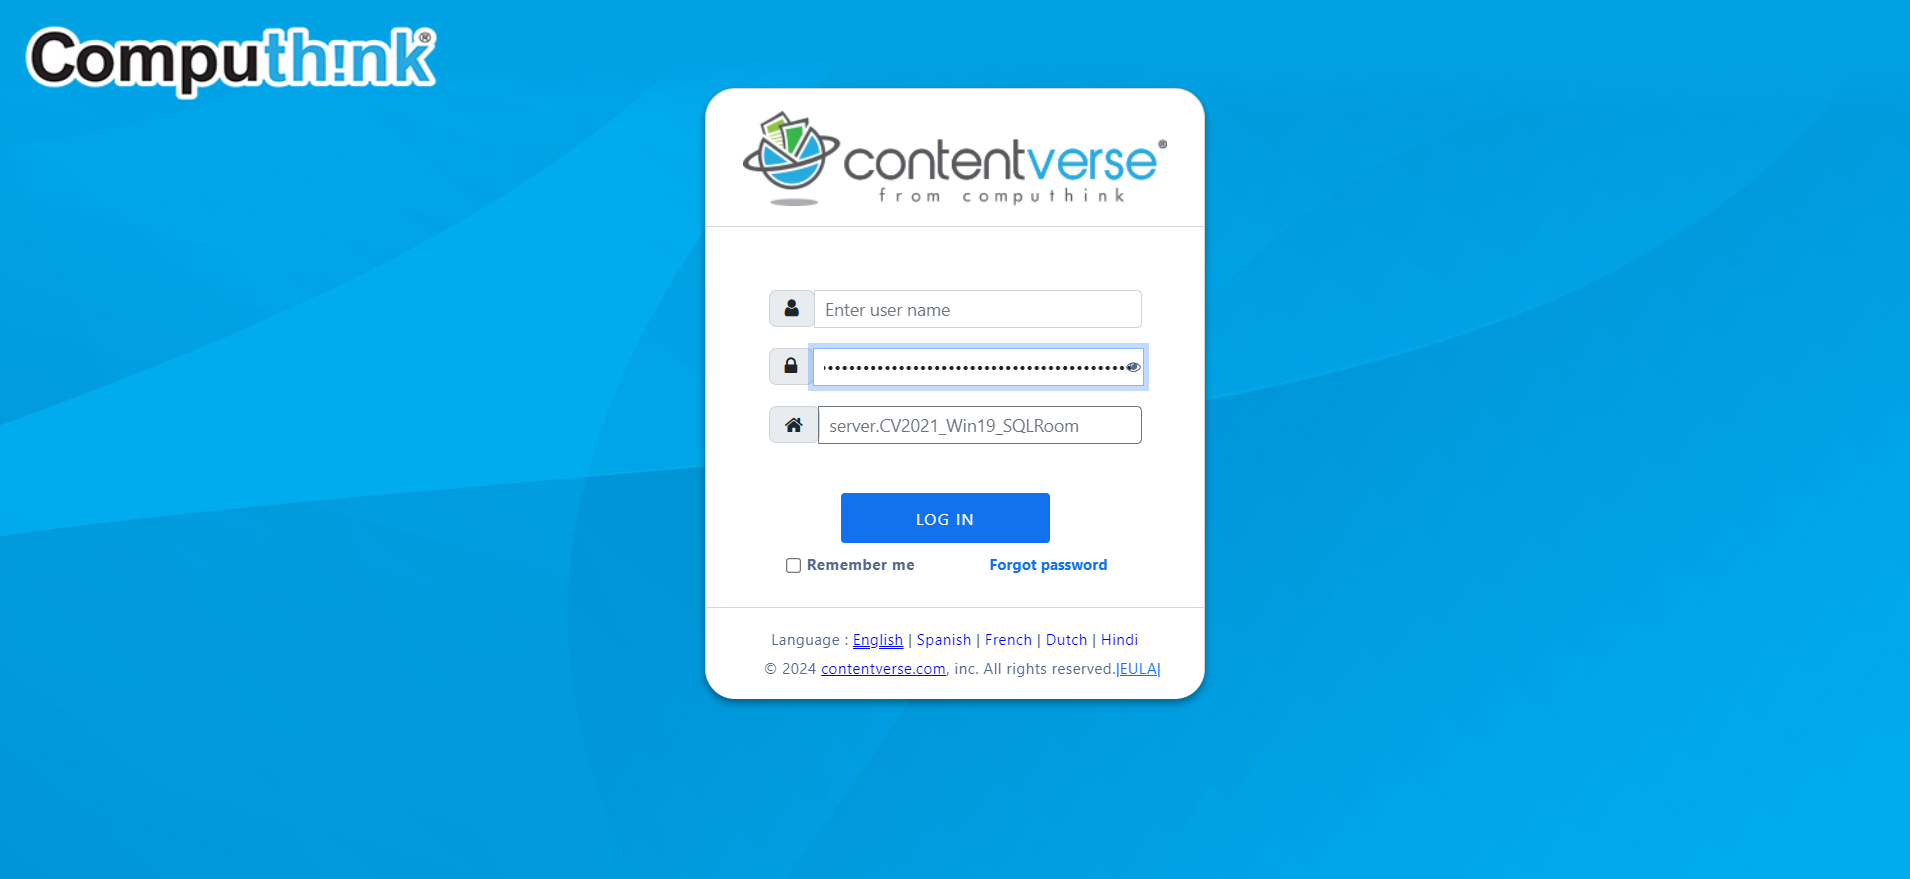 Computh!nk®
contentverse®
from computhink
Enter user name
server.CV2021_Win19_SQLRoom
LOG IN
Remember me
Forgot password
Language : English | Spanish | French | Dutch | Hindi
© 2024 contentverse.com, inc. All rights reserved.|EULA|